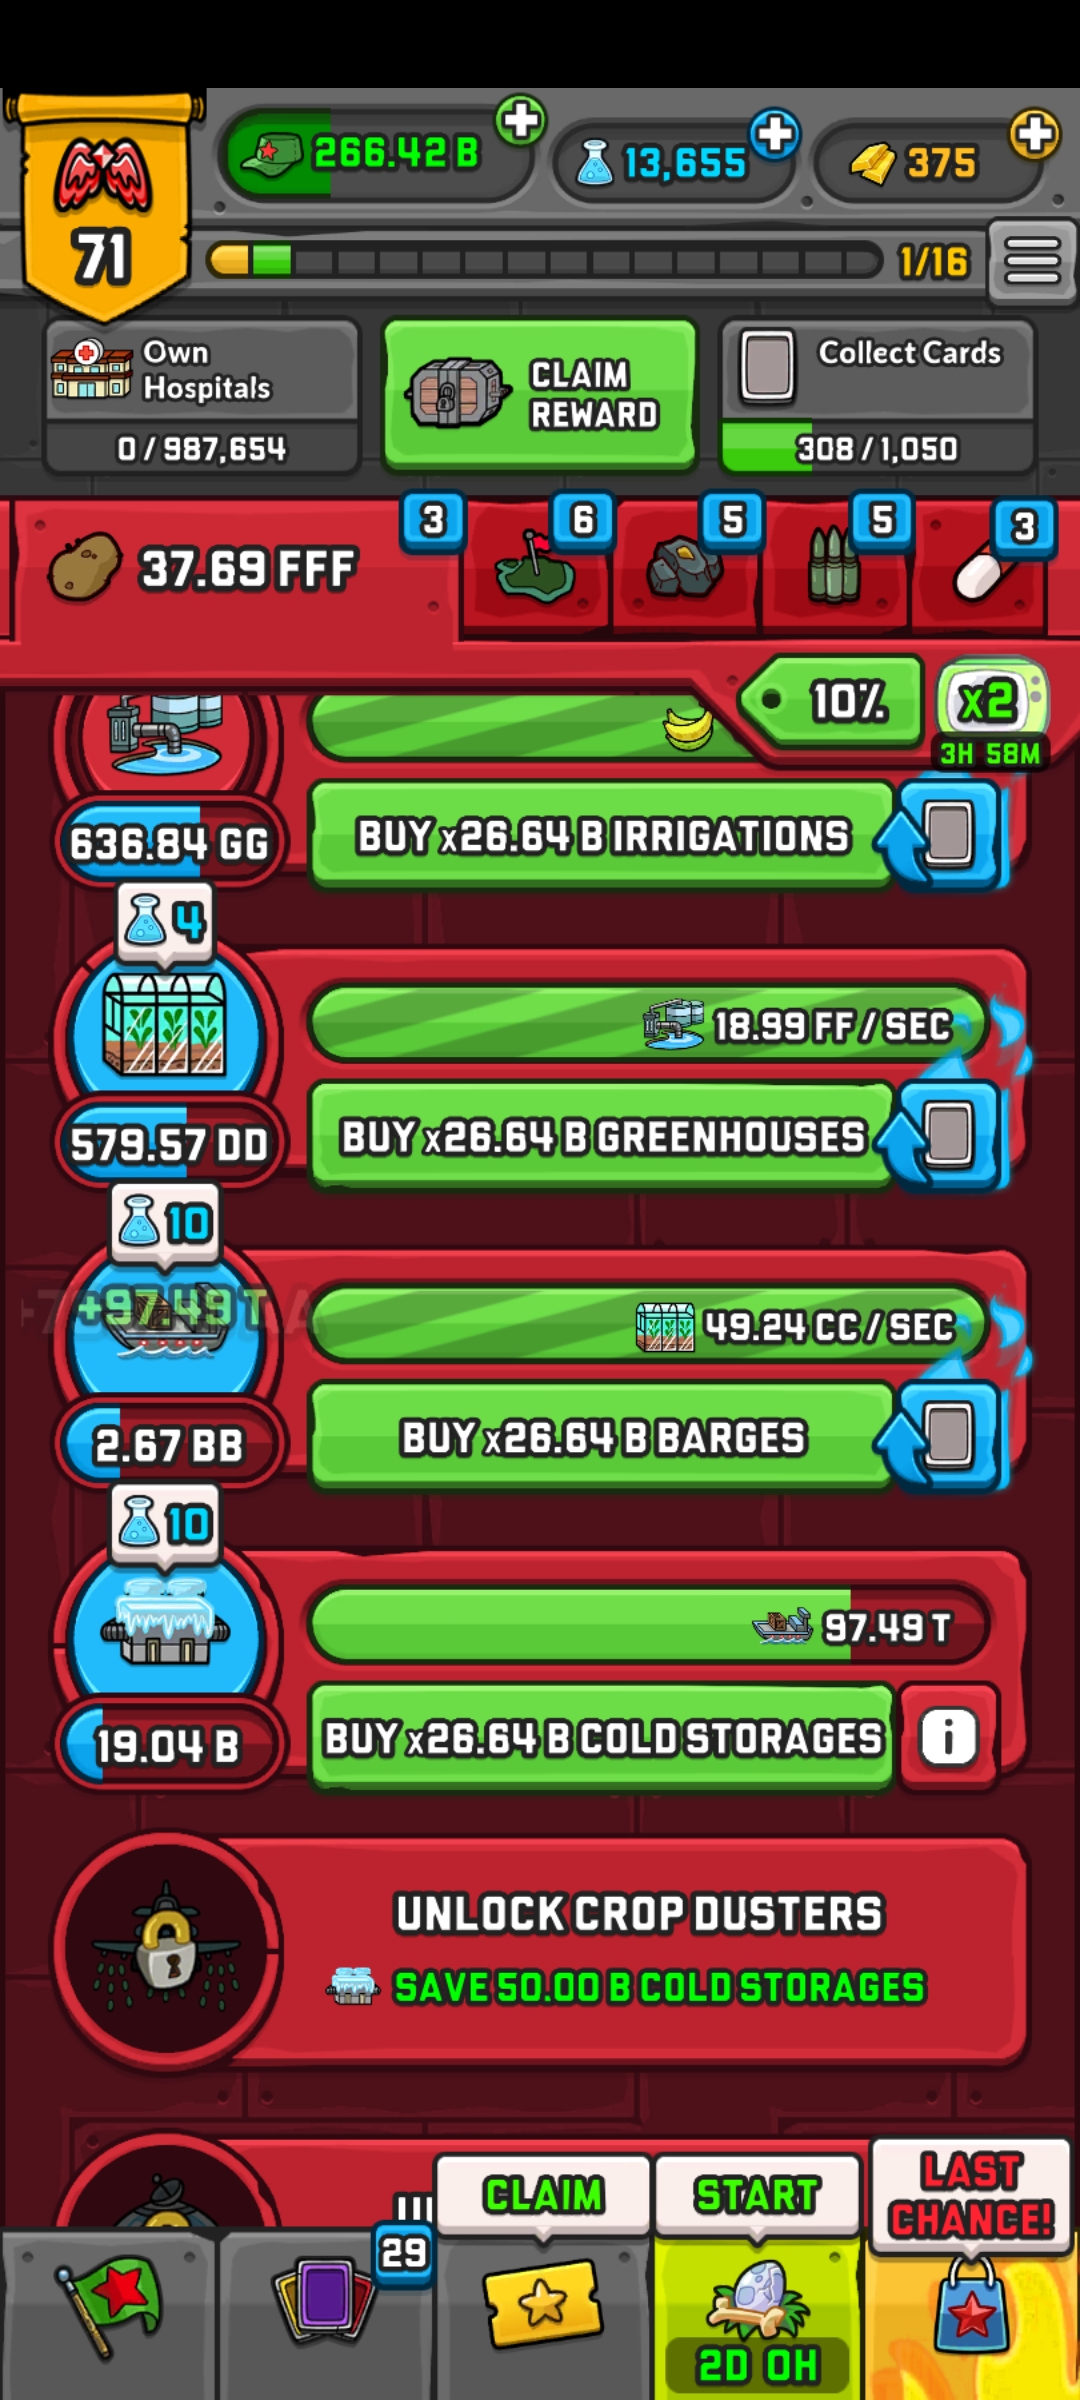 71
266.42 B
13,655
375
1/16
Own
Hospitals
0 / 987,654
CLAIM
REWARD
Collect Cards
308 / 1,050
37.69 FFF
3
6
5
5
3
10%
x2
3H 58M
636.84 GG
BUY x26.64 B IRRIGATIONS
4
18.99 FF / SEC
579.57 DD
BUY x26.64 B GREENHOUSES
10
+97.49 T
49.24 CC / SEC
2.67 BB
BUY x26.64 B BARGES
10
97.49 T
19.04 B
BUY x26.64 B COLD STORAGES
i
UNLOCK CROP DUSTERS
SAVE 50.00 B COLD STORAGES
CLAIM
START
LAST
CHANCE!
29
2D 0H